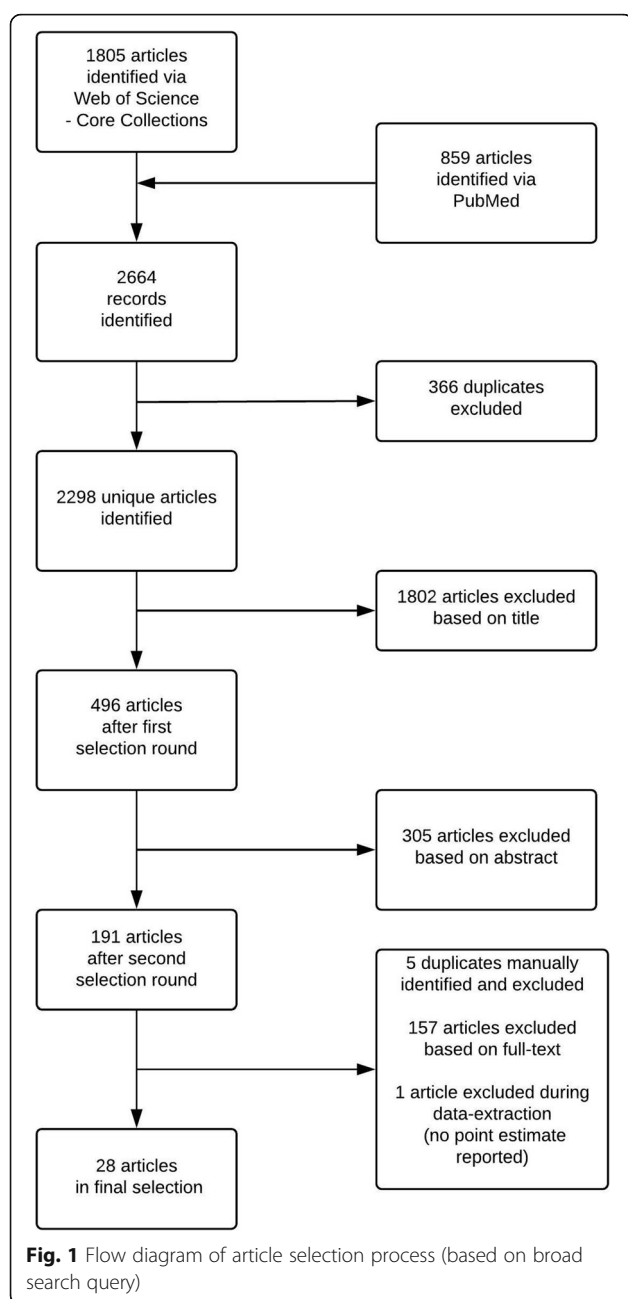 1805 articles
identified via
Web of Science
- Core Collections
859 articles
identified via
PubMed
2664
records
identified
366 duplicates
excluded
2298 unique articles
identified
1802 articles excluded
based on title
496 articles
after first
selection round
305 articles excluded
based on abstract
191 articles
after second
selection round
5 duplicates manually
identified and excluded
157 articles excluded
based on full-text
1 article excluded during
data-extraction
(no point estimate
reported)
28 articles
in final selection
Fig. 1 Flow diagram of article selection process (based on broad
search query)